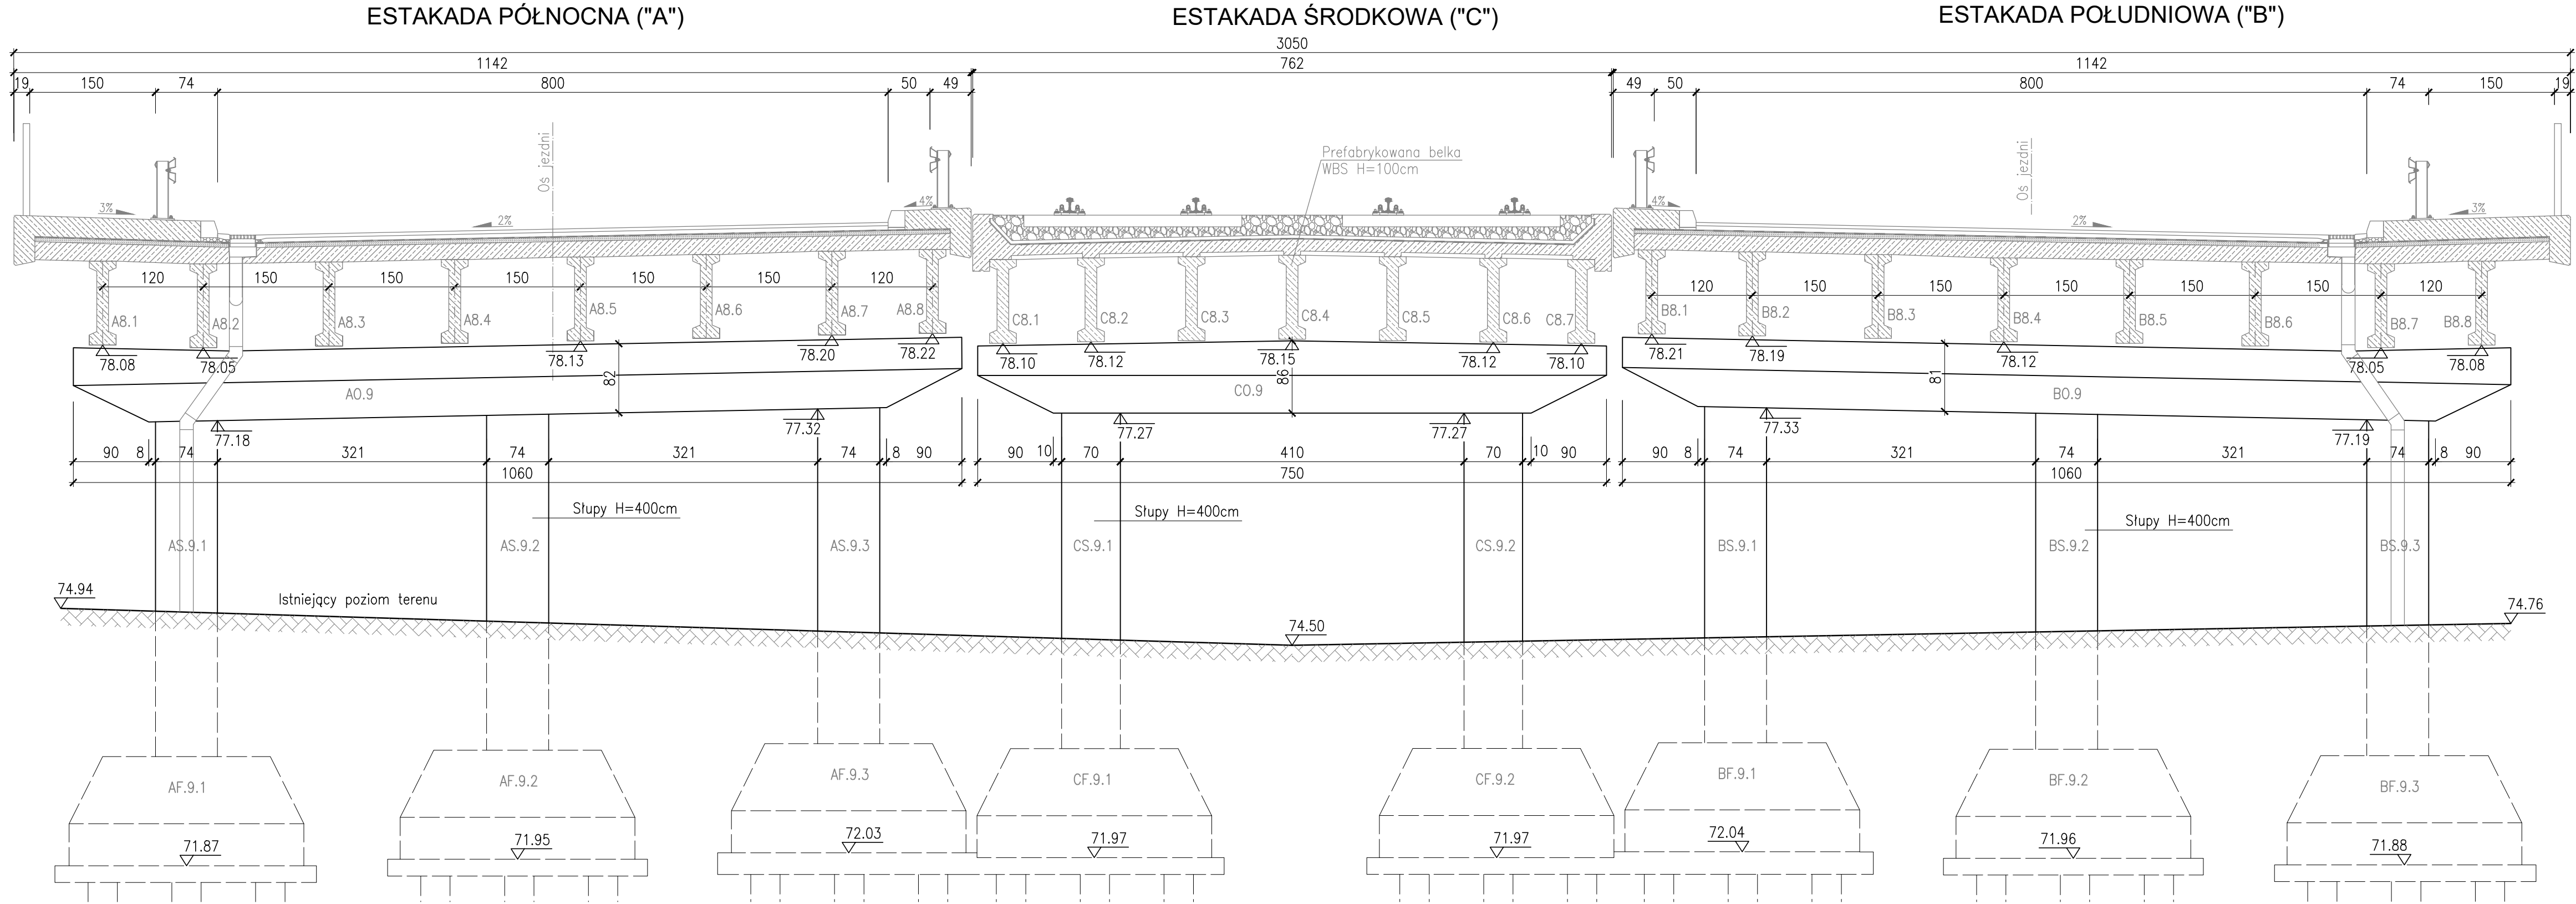 ESTAKADA PÓŁNOCNA ("A") ESTAKADA ŚRODKOWA ("C") ESTAKADA POŁUDNIOWA ("B")
3050
1142 762 1142
19 150 74 800 50 49 49 50 800 74 150 19
Oś jezdni
Oś jezdni
Prefabrykowana belka
WBS H=100cm
3% 2% 4% 4% 2% 3%
120 150 150 150 150 150 120 120 150 150 150 150 150 120
A8.1 A8.2 A8.3 A8.4 A8.5 A8.6 A8.7 A8.8 C8.1 C8.2 C8.3 C8.4 C8.5 C8.6 C8.7 B8.1 B8.2 B8.3 B8.4 B8.5 B8.6 B8.7 B8.8
78.08 78.05 78.13 78.20 78.22 78.10 78.12 78.15 78.12 78.10 78.21 78.19 78.12 78.05 78.08
82 86 81
AO.9 CO.9 BO.9
77.18 77.32 77.27 77.27 77.33 77.19
90 8 74 321 74 321 74 8 90 90 10 70 410 70 10 90 90 8 74 321 74 321 74 8 90
1060 750 1060
Słupy H=400cm Słupy H=400cm Słupy H=400cm
AS.9.1 AS.9.2 AS.9.3 CS.9.1 CS.9.2 BS.9.1 BS.9.2 BS.9.3
74.94 Istniejący poziom terenu 74.50 74.76
AF.9.1 AF.9.2 AF.9.3 CF.9.1 CF.9.2 BF.9.1 BF.9.2 BF.9.3
71.87 71.95 72.03 71.97 71.97 72.04 71.96 71.88